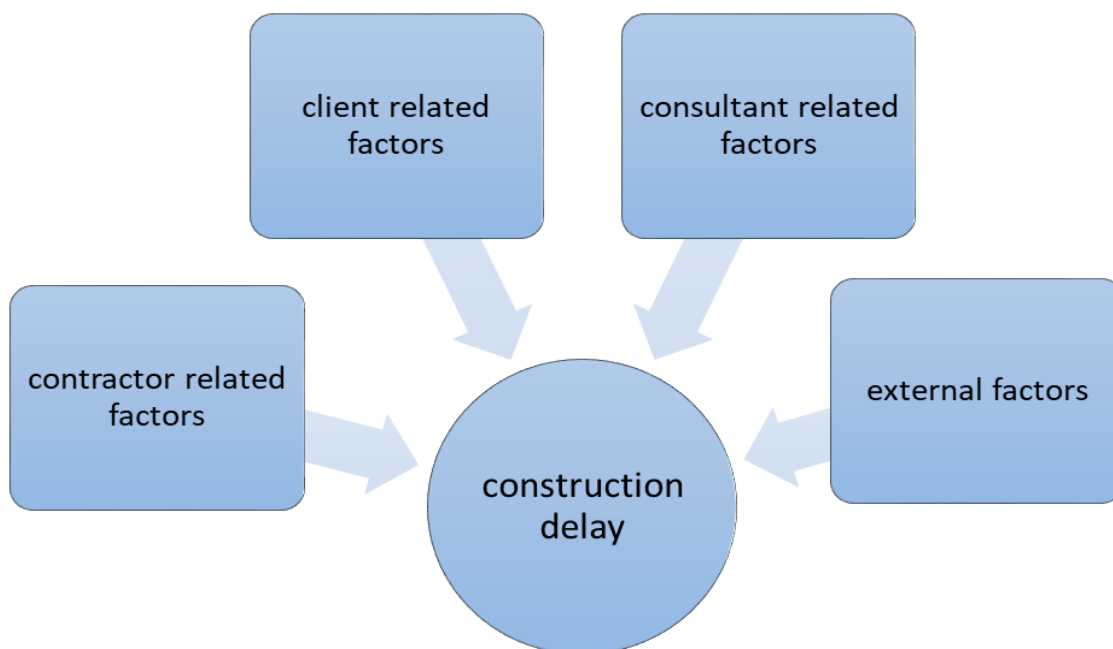 client related
factors
consultant related
factors
contractor related
factors
external factors
construction
delay